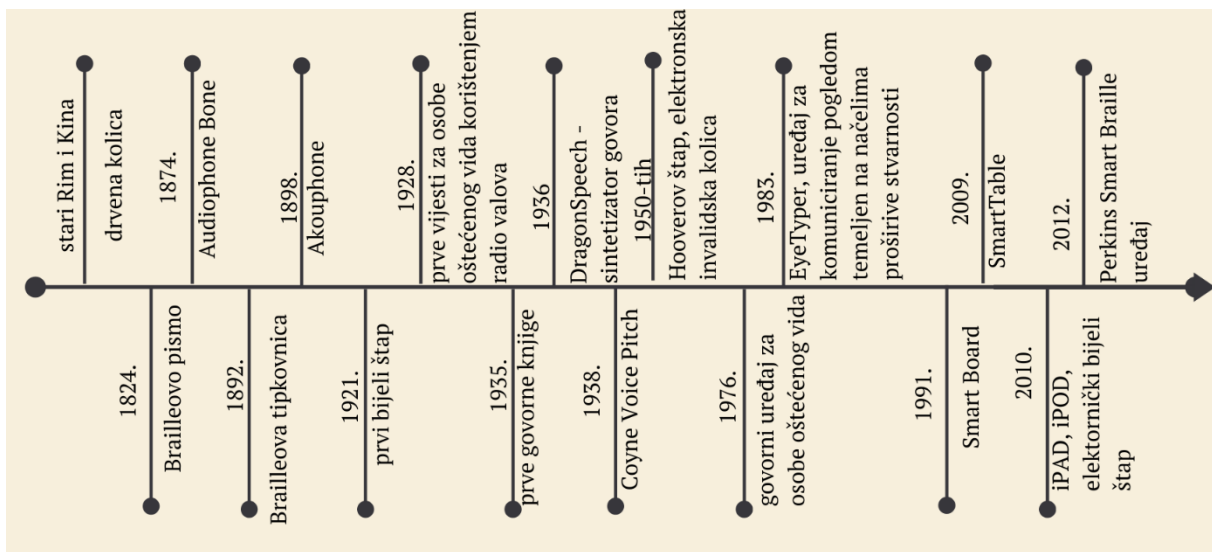 stari Rim i Kina
drvena kolica
1824.
Brailleovo pismo
1874.
Audiophone Bone
1892.
Brailleova tipkovnica
1898.
Akouphone
1921.
prvi bijeli štap
1928.
prve vijesti za osobe
oštećenog vida korištenjem
radio valova
1935.
prve govorne knjige
1936
DragonSpeech -
sintetizator govora
1938.
Coyne Voice Pitch
1950-tih
Hooverov štap, elektronska
invalidska kolica
1976.
govorni uređaj za
osobe oštećenog vida
1983.
EyeTyper, uređaj za
komuniciranje pogledom
temeljen na načelima
proširive stvarnosti
1991.
Smart Board
2009.
SmartTable
2010.
iPAD, iPOD,
elektornički bijeli
štap
2012.
Perkins Smart Braille
uređaj